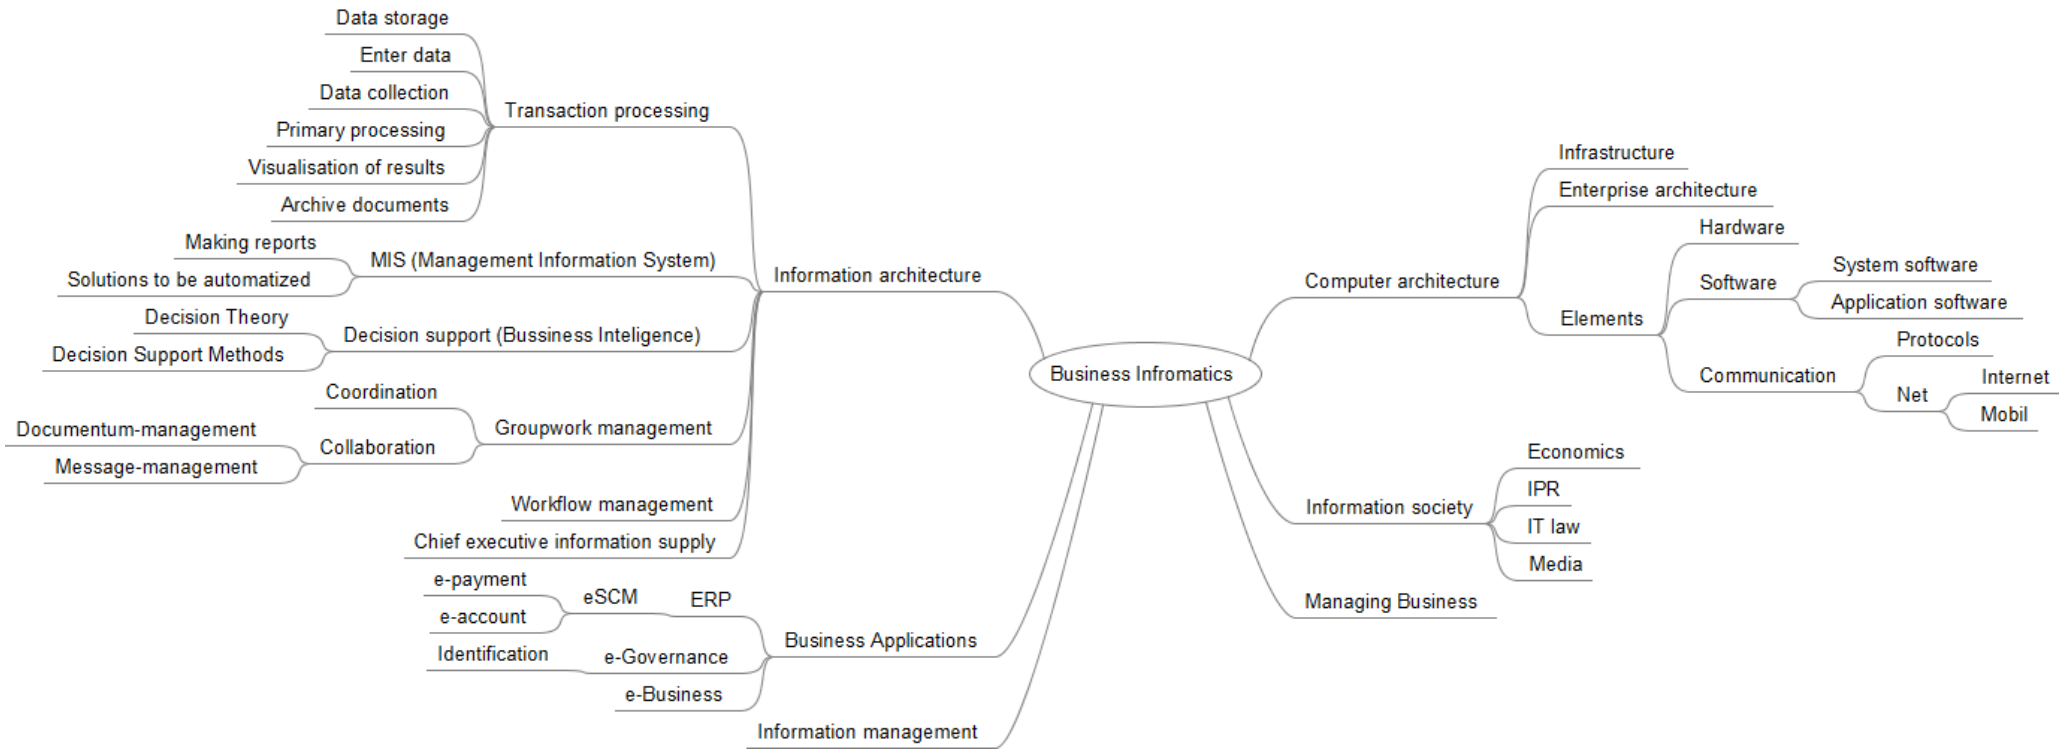 Data storage
Enter data
Data collection
Transaction processing
Primary processing
Visualisation of results
Archive documents
Making reports
MIS (Management Information System)
Solutions to be automatized
Information architecture
Decision Theory
Decision support (Bussiness Inteligence)
Decision Support Methods
Coordination
Groupwork management
Documentum-management
Collaboration
Message-management
Workflow management
Chief executive information supply
e-payment
eSCM
ERP
e-account
Business Applications
Identification
e-Governance
e-Business
Information management
Business Infromatics
Infrastructure
Enterprise architecture
Hardware
System software
Software
Computer architecture
Application software
Elements
Protocols
Communication
Internet
Net
Mobil
Economics
IPR
Information society
IT law
Media
Managing Business